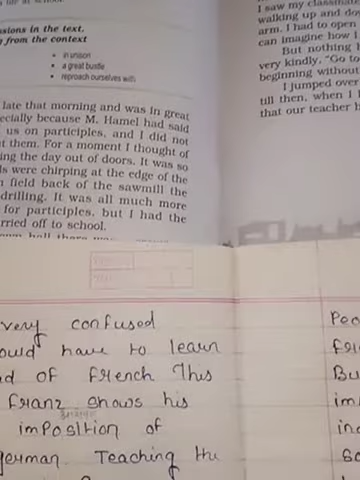 sions in the text.
from the context
• in unison
• a great bustle
• reproach ourselves with
late that morning and was in great
ecially because M. Hamel had said
us on participles, and I did not
t them. For a moment I thought of
ing the day out of doors. It was so
ds were chirping at the edge of the
field back of the sawmill the
drilling. It was all much more
for participles, but I had the
rried off to school.
I saw my classmates
walking up and do
arm. I had to open
can imagine how I
But nothing h
very kindly, "Go to
beginning without
I jumped over
till then, when I h
that our teacher h
very confused
ould have to learn
d of french This
franz shows his
imposition of
german. Teaching the
Poo
fra
Bu
im
in
So